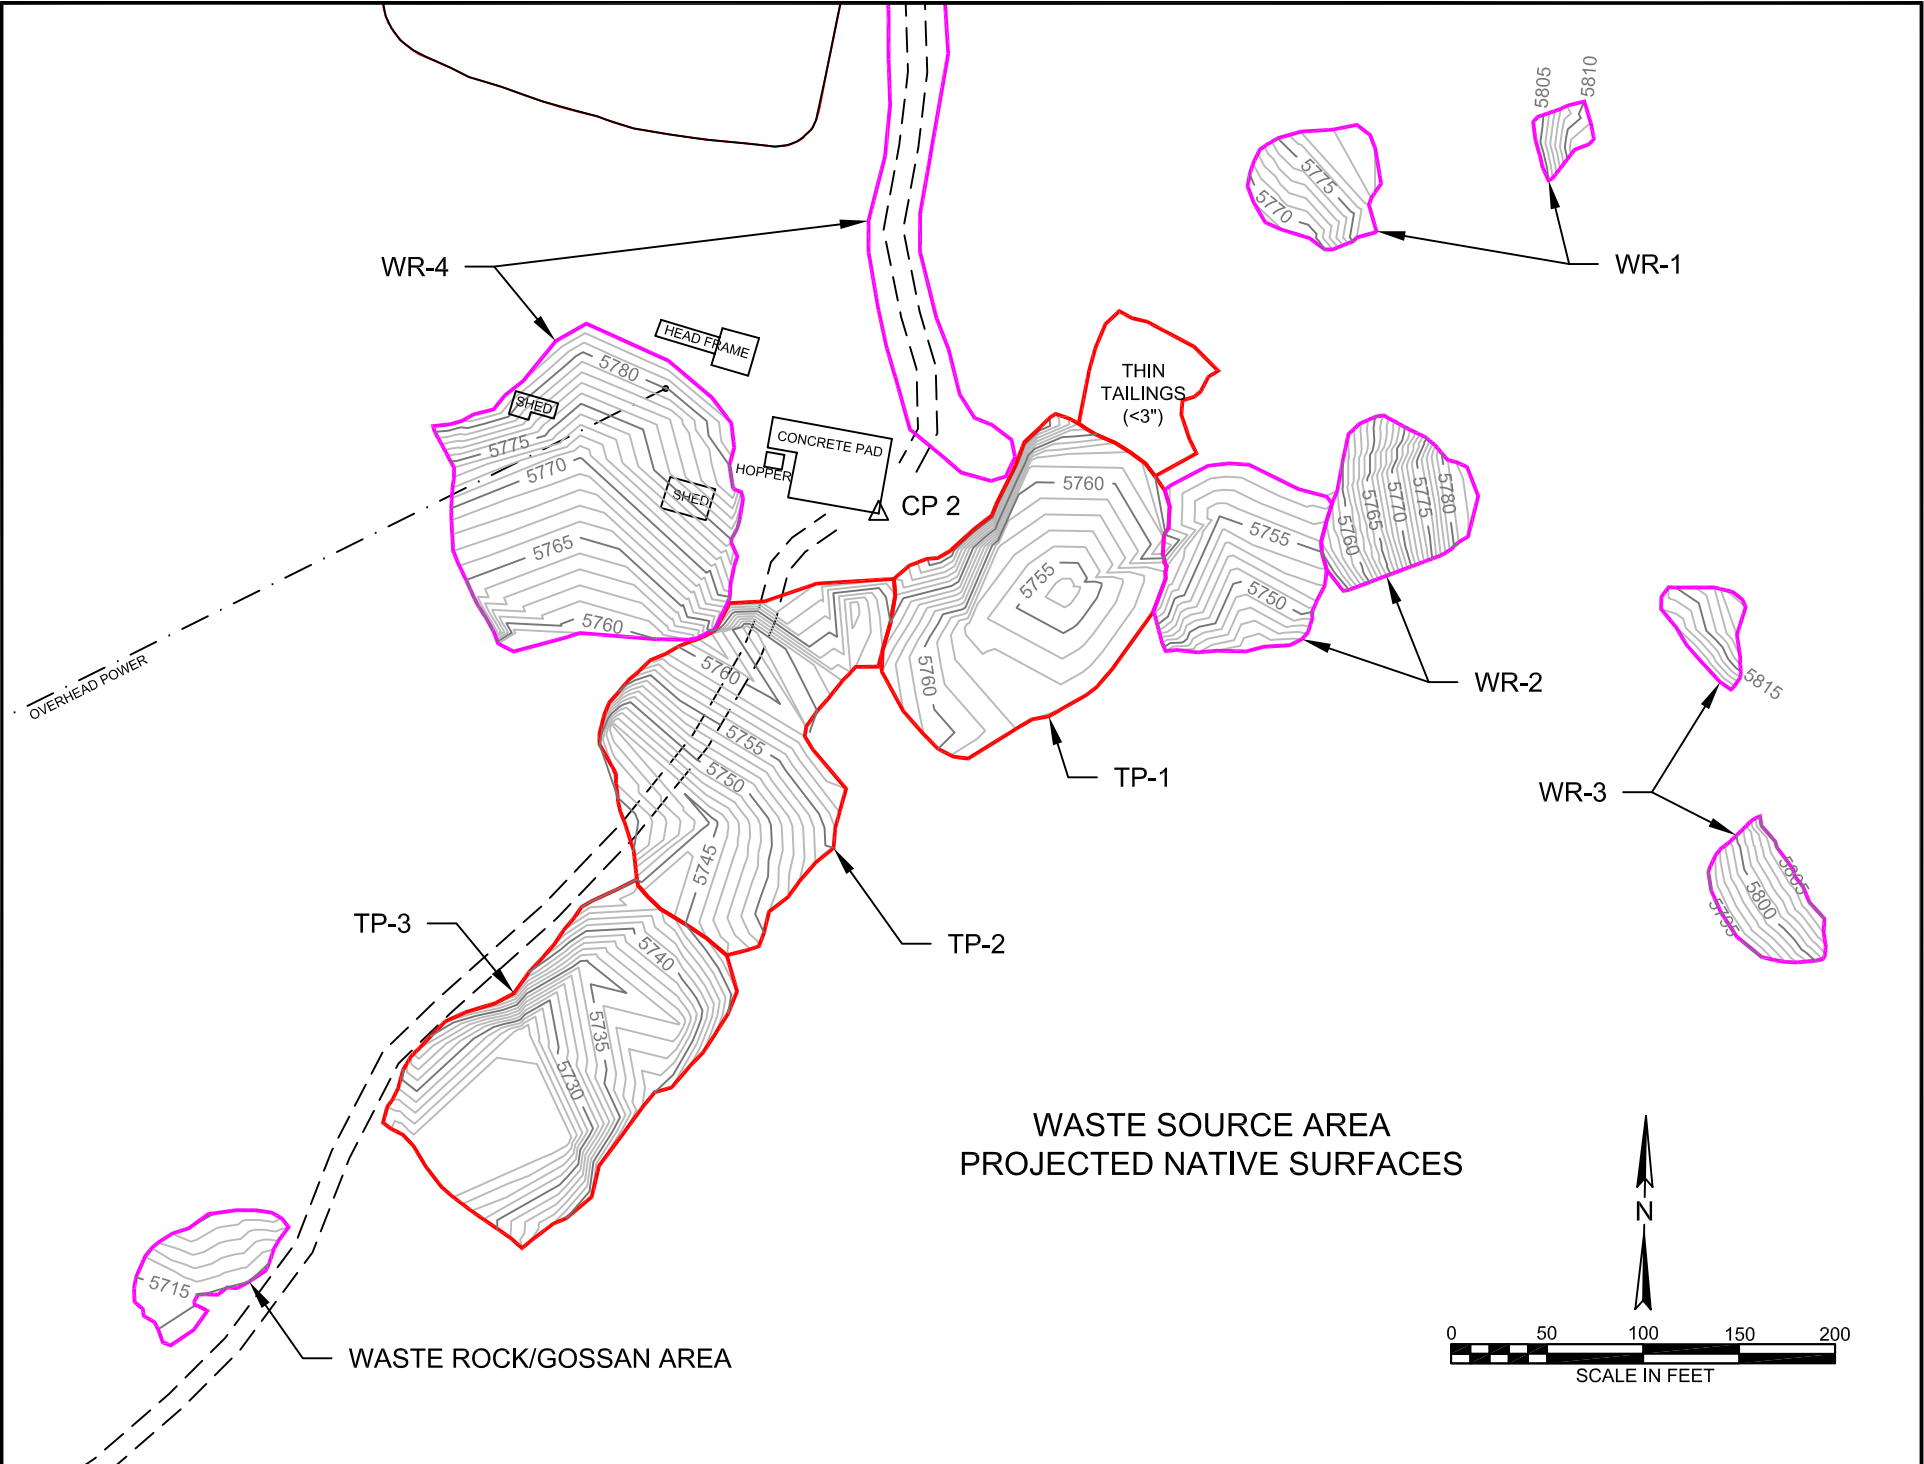 5805
5810
5775
5770
WR-1
WR-4
HEAD FRAME
THIN
TAILINGS
(<3")
5780
SHED
5775
5770
CONCRETE PAD
HOPPER
SHED
CP 2
5760
5755
5765
5760
5755
5750
5780
5775
5770
5765
5760
OVERHEAD POWER
5760
5760
WR-2
5815
5755
5750
TP-1
WR-3
5745
5805
5800
5795
TP-3
TP-2
5740
5735
5730
WASTE SOURCE AREA
PROJECTED NATIVE SURFACES
N
5715
WASTE ROCK/GOSSAN AREA
0 50 100 150 200
SCALE IN FEET